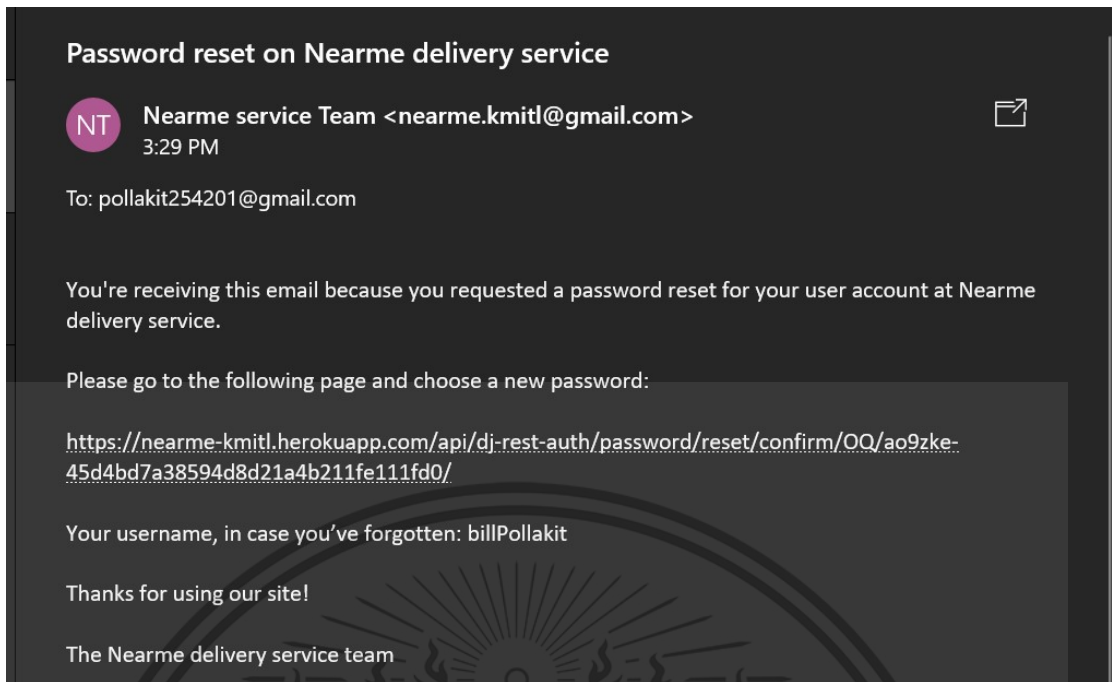 Password reset on Nearme delivery service
NT
Nearme service Team <nearme.kmitl@gmail.com>
3:29 PM
To: pollakit254201@gmail.com
You're receiving this email because you requested a password reset for your user account at Nearme
delivery service.
Please go to the following page and choose a new password:
https://nearme-kmitl.herokuapp.com/api/dj-rest-auth/password/reset/confirm/OQ/ao9zke-
45d4bd7a38594d8d21a4b211fe111fd0/
Your username, in case you’ve forgotten: billPollakit
Thanks for using our site!
The Nearme delivery service team